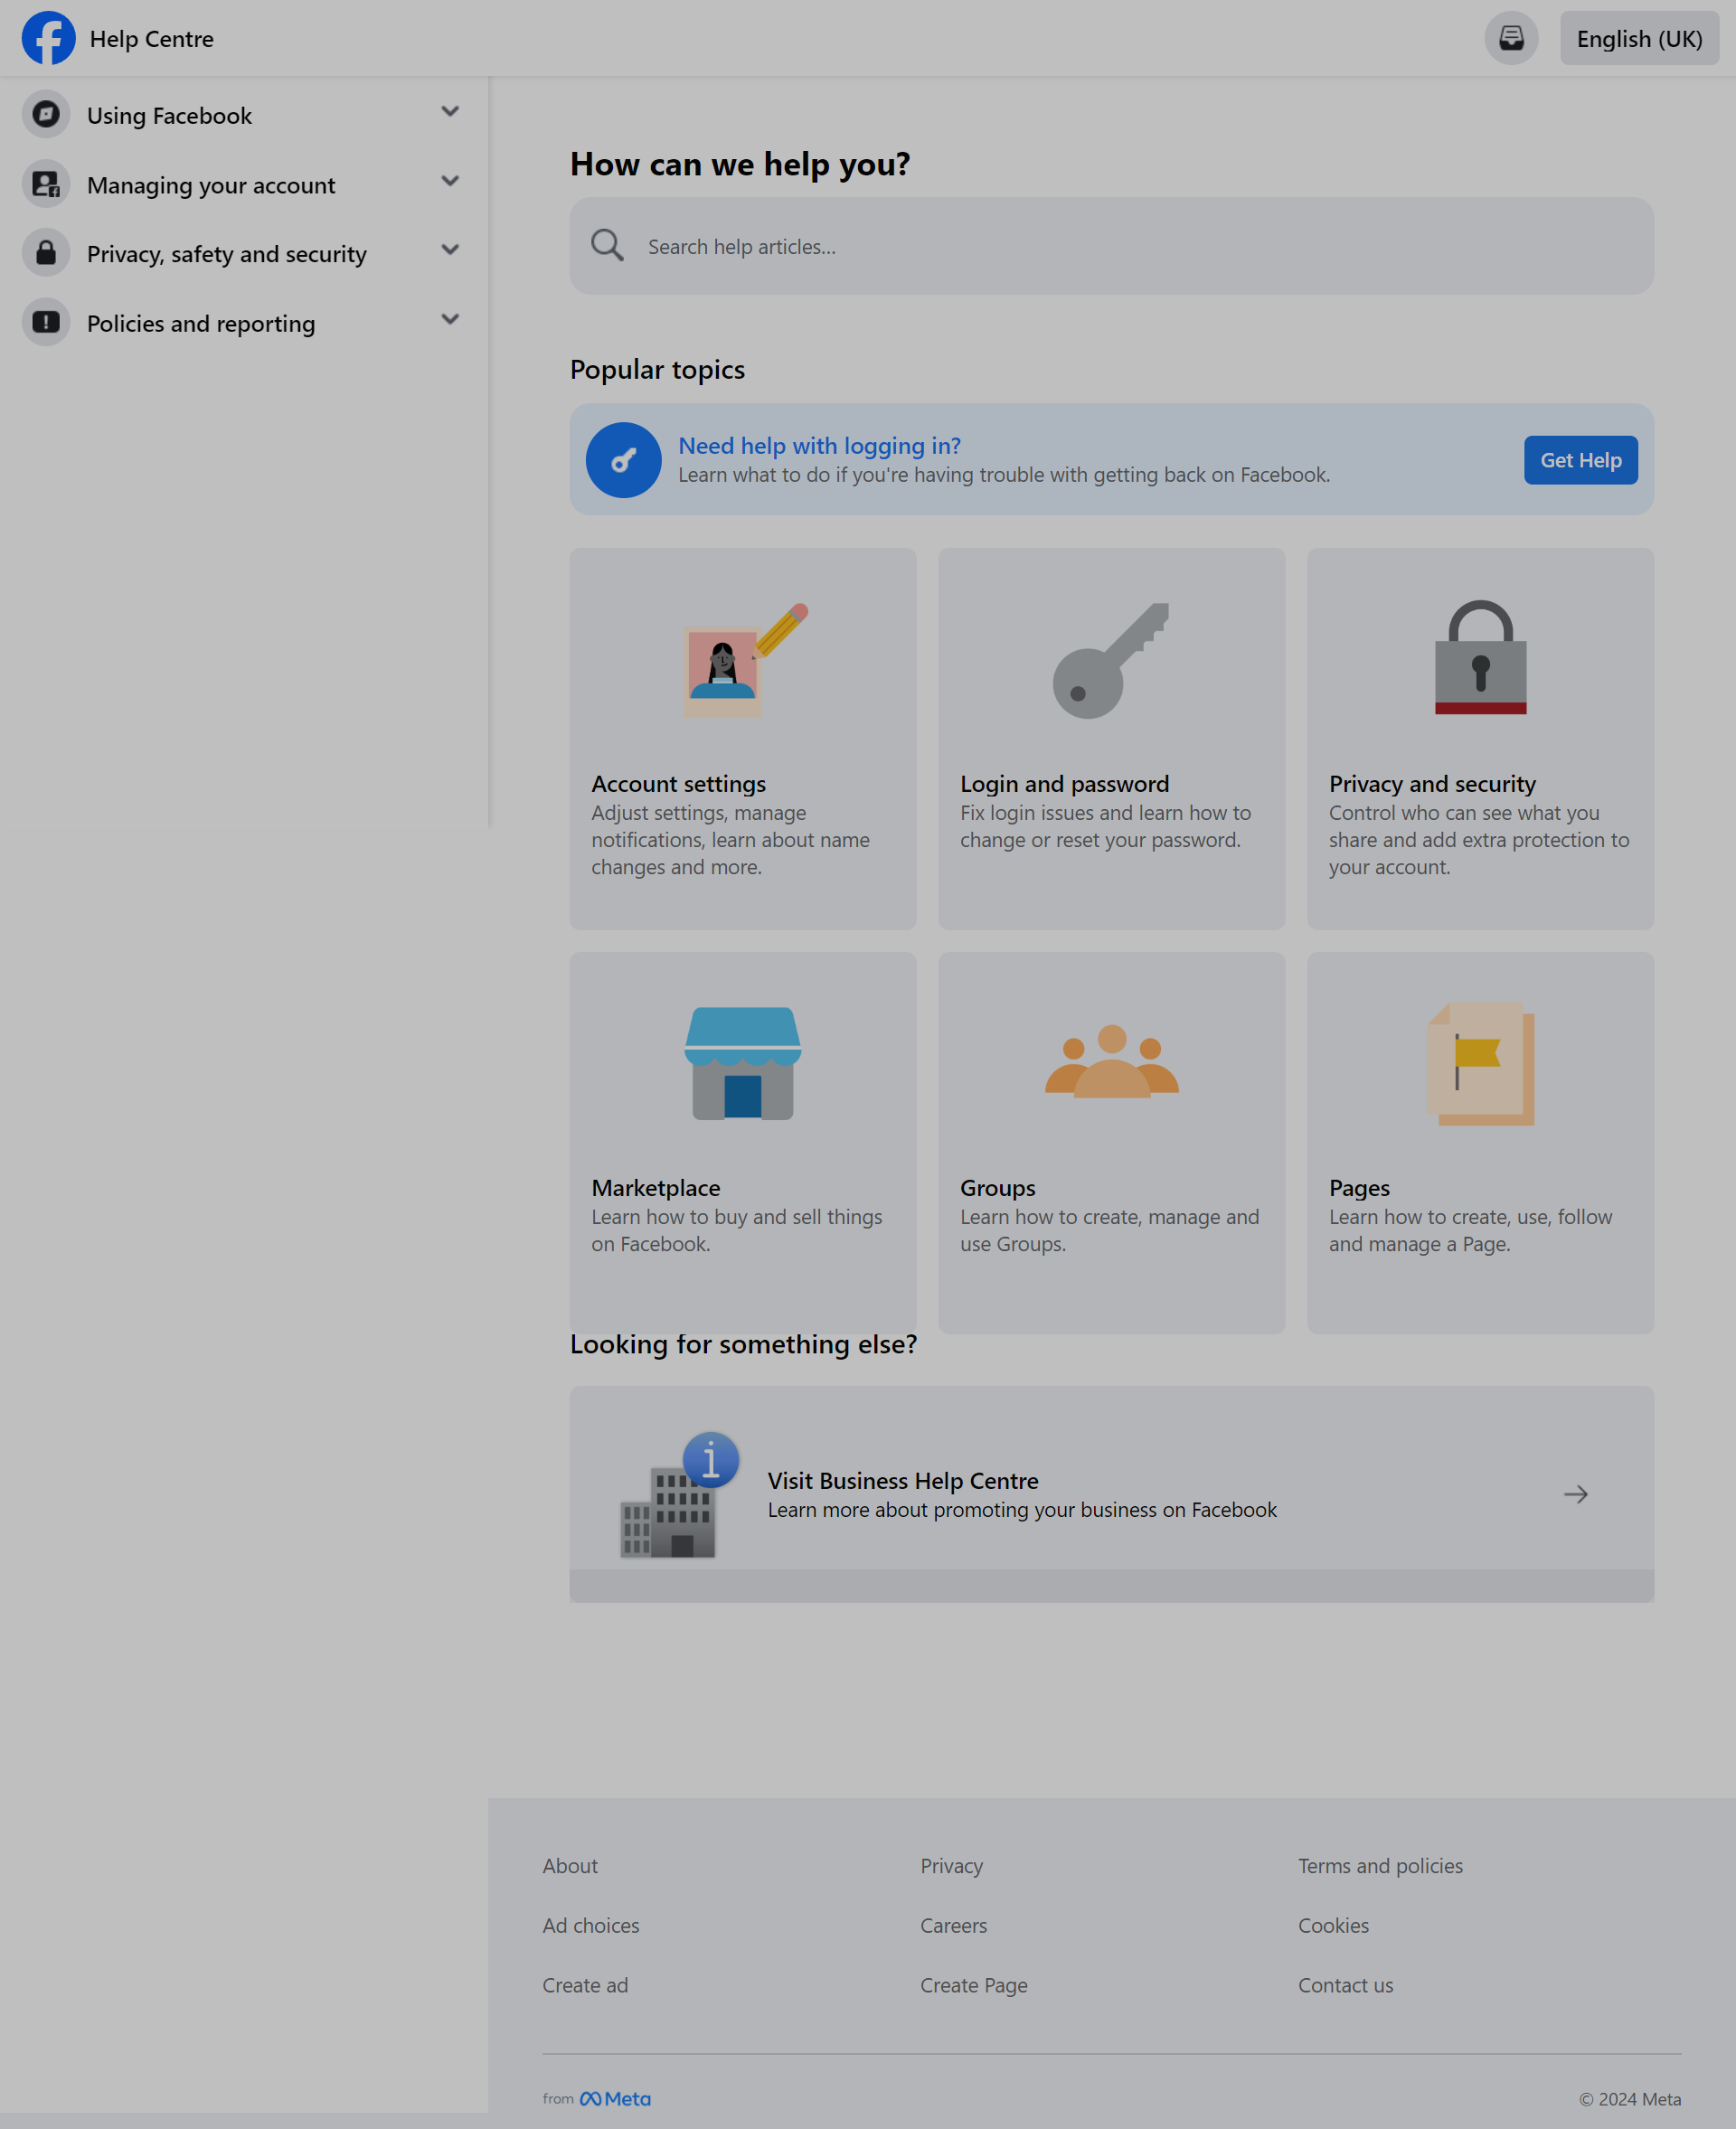 Help Centre
English (UK)
Using Facebook
Managing your account
Privacy, safety and security
Policies and reporting
How can we help you?
Search help articles...
Popular topics
Need help with logging in?
Learn what to do if you're having trouble with getting back on Facebook.
Get Help
Account settings
Adjust settings, manage
notifications, learn about name
changes and more.
Login and password
Fix login issues and learn how to
change or reset your password.
Privacy and security
Control who can see what you
share and add extra protection to
your account.
Marketplace
Learn how to buy and sell things
on Facebook.
Groups
Learn how to create, manage and
use Groups.
Pages
Learn how to create, use, follow
and manage a Page.
Looking for something else?
Visit Business Help Centre
Learn more about promoting your business on Facebook
About
Privacy
Terms and policies
Ad choices
Careers
Cookies
Create ad
Create Page
Contact us
from Meta
© 2024 Meta